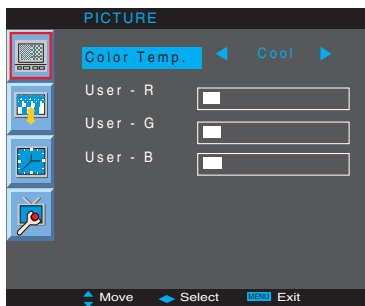 PICTURE
Color Temp. Cool
User - R
User - G
User - B
Move Select MENU Exit